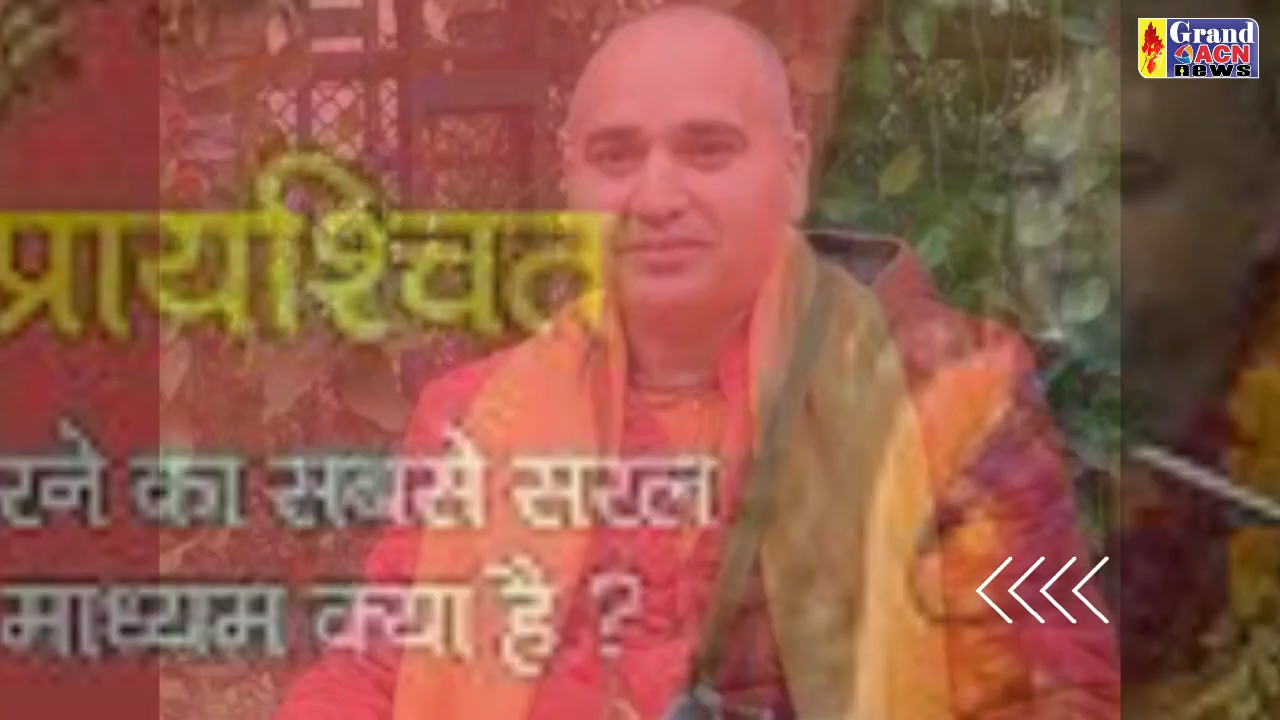 Grand
ACN
news
प्रायश्चित
रने का सबसे सरल
माध्यम क्या है ?